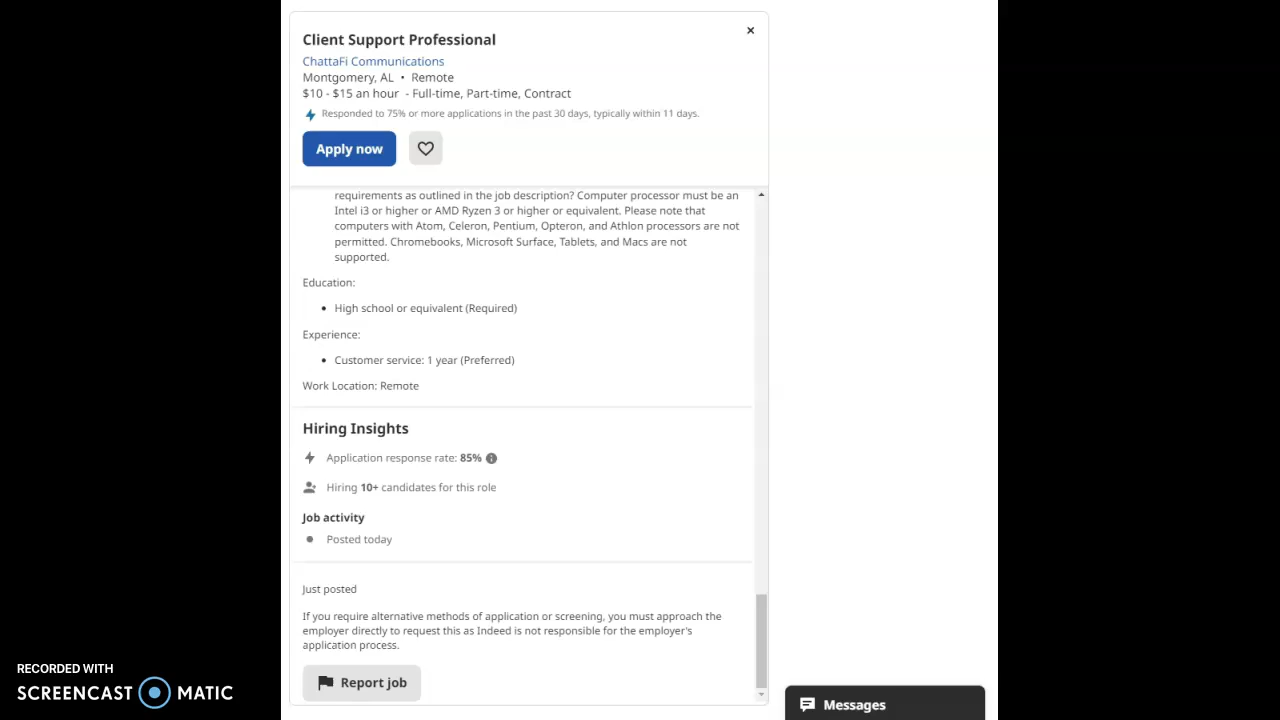 Client Support Professional
ChattaFi Communications
Montgomery, AL • Remote
$10 - $15 an hour - Full-time, Part-time, Contract
Responded to 75% or more applications in the past 30 days, typically within 11 days.
Apply now
requirements as outlined in the job description? Computer processor must be an
Intel i3 or higher or AMD Ryzen 3 or higher or equivalent. Please note that
computers with Atom, Celeron, Pentium, Opteron, and Athlon processors are not
permitted. Chromebooks, Microsoft Surface, Tablets, and Macs are not
supported.
Education:
• High school or equivalent (Required)
Experience:
• Customer service: 1 year (Preferred)
Work Location: Remote
Hiring Insights
Application response rate: 85%
Hiring 10+ candidates for this role
Job activity
Posted today
Just posted
If you require alternative methods of application or screening, you must approach the
employer directly to request this as Indeed is not responsible for the employer's
application process.
Report job
Messages
RECORDED WITH
SCREENCAST MATIC